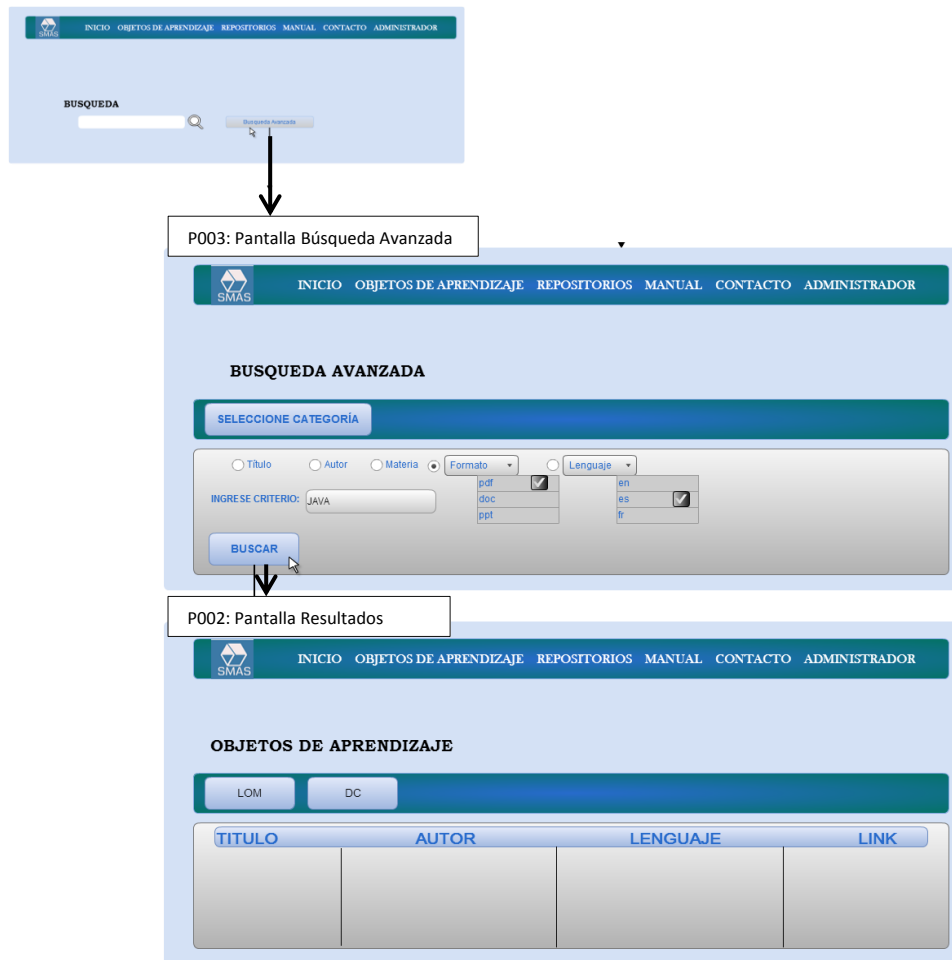 SMAS INICIO OBJETOS DE APRENDIZAJE REPOSITORIOS MANUAL CONTACTO ADMINISTRADOR
BUSQUEDA
Busqueda Avanzada
P003: Pantalla Búsqueda Avanzada
SMAS INICIO OBJETOS DE APRENDIZAJE REPOSITORIOS MANUAL CONTACTO ADMINISTRADOR
BUSQUEDA AVANZADA
SELECCIONE CATEGORÍA
Título Autor Materia Formato Lenguaje
pdf en
INGRESE CRITERIO: JAVA doc es
ppt fr
BUSCAR
P002: Pantalla Resultados
SMAS INICIO OBJETOS DE APRENDIZAJE REPOSITORIOS MANUAL CONTACTO ADMINISTRADOR
OBJETOS DE APRENDIZAJE
LOM DC
TITULO AUTOR LENGUAJE LINK